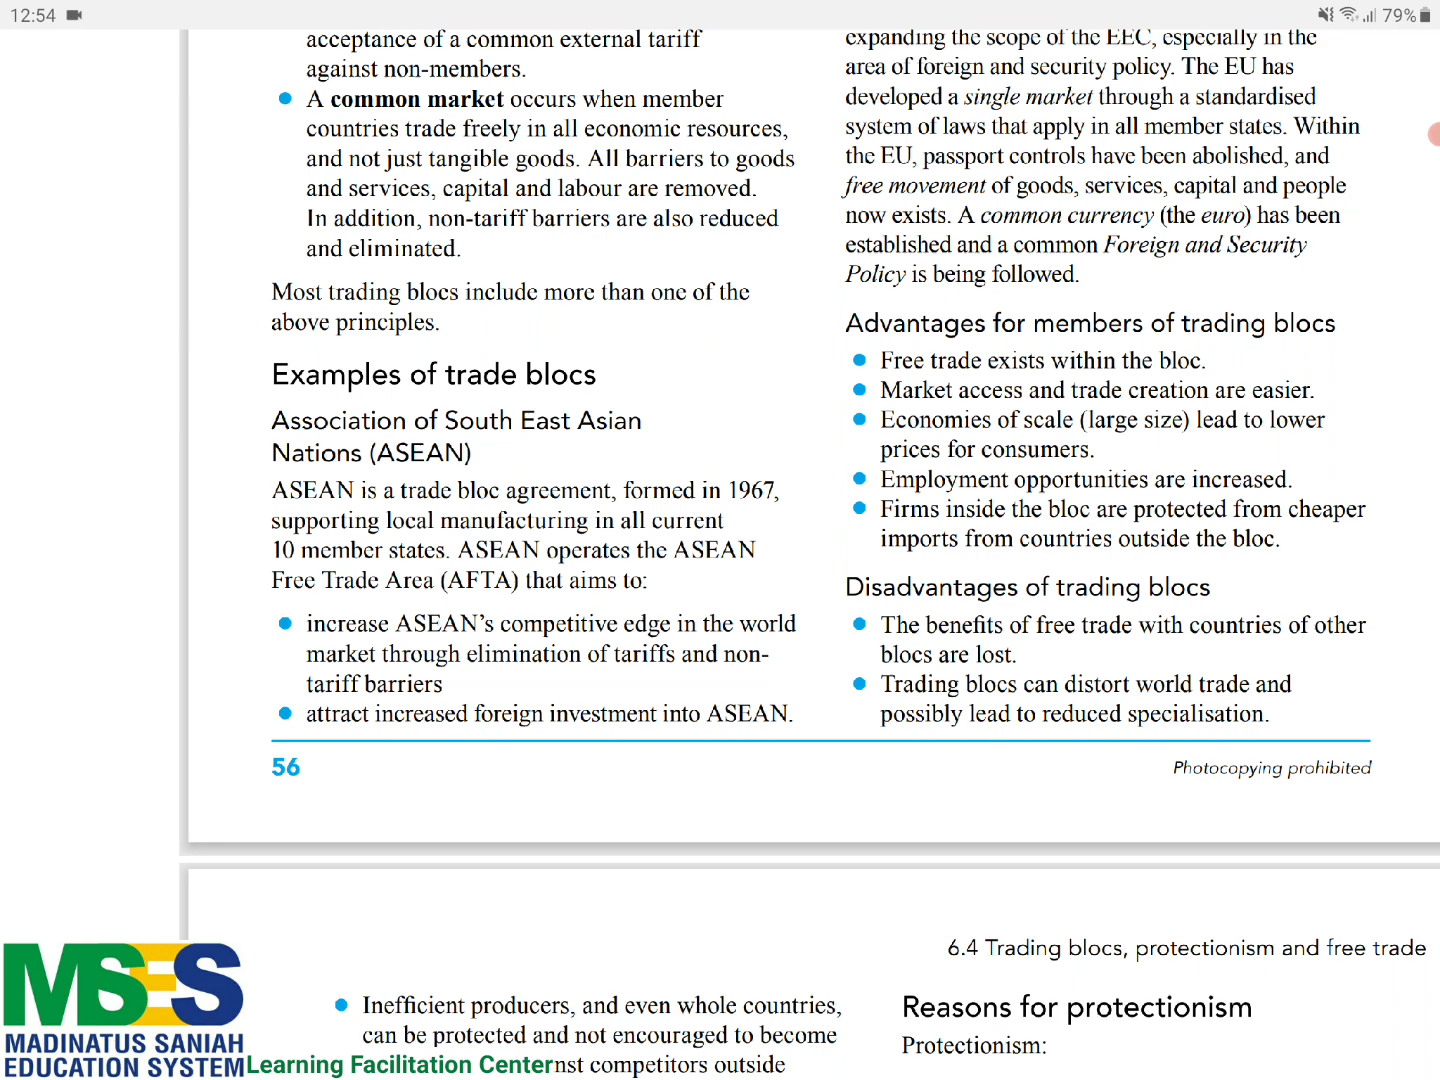 12:54
79%
acceptance of a common external tariff
against non-members.
A common market occurs when member
countries trade freely in all economic resources,
and not just tangible goods. All barriers to goods
and services, capital and labour are removed.
In addition, non-tariff barriers are also reduced
and eliminated.
Most trading blocs include more than one of the
above principles.
Examples of trade blocs
Association of South East Asian
Nations (ASEAN)
ASEAN is a trade bloc agreement, formed in 1967,
supporting local manufacturing in all current
10 member states. ASEAN operates the ASEAN
Free Trade Area (AFTA) that aims to:
increase ASEAN’s competitive edge in the world
market through elimination of tariffs and non-
tariff barriers
attract increased foreign investment into ASEAN.
expanding the scope of the EEC, especially in the
area of foreign and security policy. The EU has
developed a single market through a standardised
system of laws that apply in all member states. Within
the EU, passport controls have been abolished, and
free movement of goods, services, capital and people
now exists. A common currency (the euro) has been
established and a common Foreign and Security
Policy is being followed.
Advantages for members of trading blocs
Free trade exists within the bloc.
Market access and trade creation are easier.
Economies of scale (large size) lead to lower
prices for consumers.
Employment opportunities are increased.
Firms inside the bloc are protected from cheaper
imports from countries outside the bloc.
Disadvantages of trading blocs
The benefits of free trade with countries of other
blocs are lost.
Trading blocs can distort world trade and
possibly lead to reduced specialisation.
56
Photocopying prohibited
6.4 Trading blocs, protectionism and free trade
Inefficient producers, and even whole countries,
can be protected and not encouraged to become
nst competitors outside
Reasons for protectionism
Protectionism:
MSES
MADINATUS SANIAH
EDUCATION SYSTEM
Learning Facilitation Center